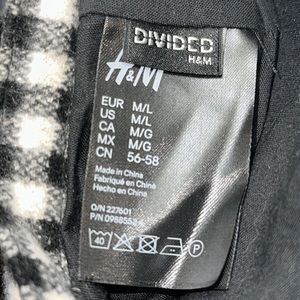 DIVIDED
H&M
H&M
EUR M/L
US M/L
CA M/G
MX M/G
CN 56-58
Made in China
Fabriqué en Chine
Hecho en China
O/N 227601
P/N
40
P